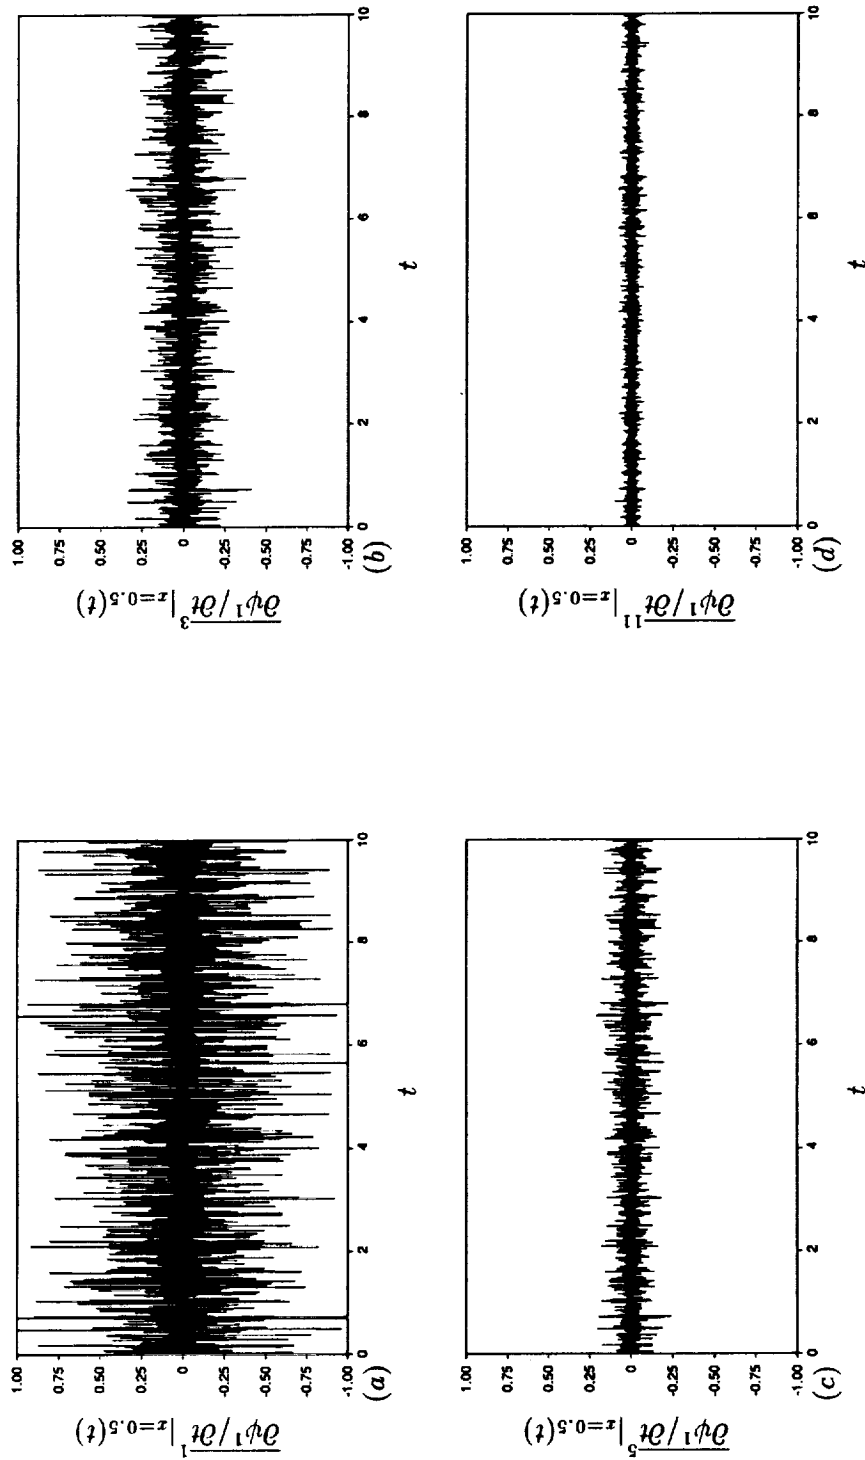 1.00
0.75
0.50
0.25
0
-0.25
-0.50
-0.75
-1.00
0 2 4 6 8 10
t
(a)
∂ψ¹/∂t¹|x=0.5(t)
1.00
0.75
0.50
0.25
0
-0.25
-0.50
-0.75
-1.00
0 2 4 6 8 10
t
(b)
∂ψ¹/∂t³|x=0.5(t)
1.00
0.75
0.50
0.25
0
-0.25
-0.50
-0.75
-1.00
0 2 4 6 8 10
t
(c)
∂ψ¹/∂t⁵|x=0.5(t)
1.00
0.75
0.50
0.25
0
-0.25
-0.50
-0.75
-1.00
0 2 4 6 8 10
t
(d)
∂ψ¹/∂t¹¹|x=0.5(t)